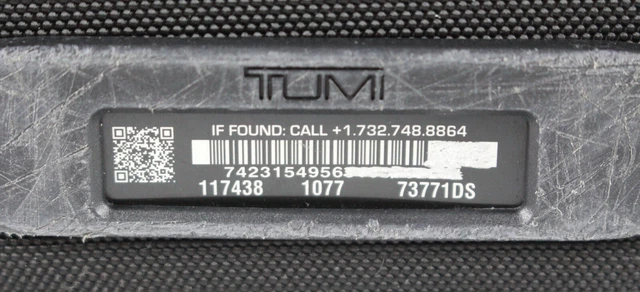 TUMI
IF FOUND: CALL +1.732.748.8864
7423154956
117438 1077 73771DS